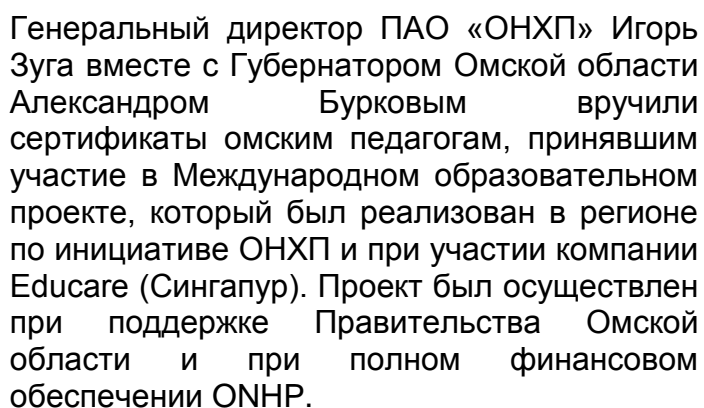 Генеральный директор ПАО «ОНХП» Игорь
Зуга вместе с Губернатором Омской области
Александром Бурковым вручили
сертификаты омским педагогам, принявшим
участие в Международном образовательном
проекте, который был реализован в регионе
по инициативе ОНХП и при участии компании
Educare (Сингапур). Проект был осуществлен
при поддержке Правительства Омской
области и при полном финансовом
обеспечении ONHP.